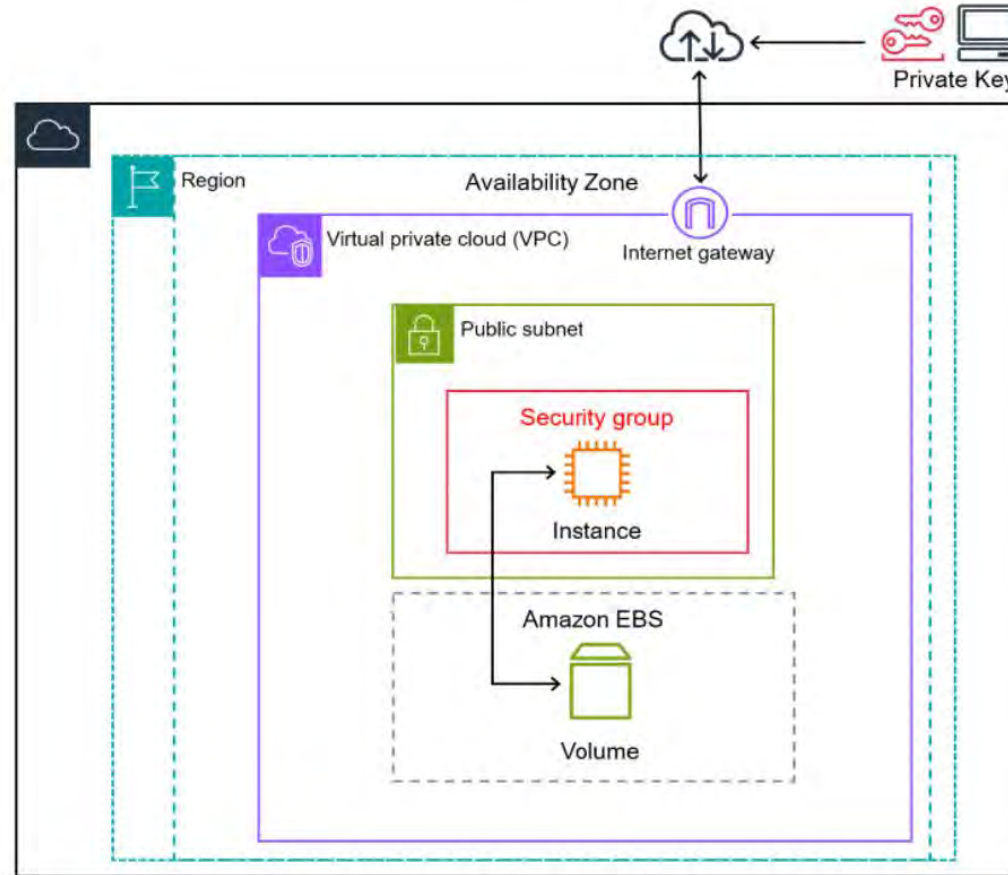 Private Key
Region
Availability Zone
Virtual private cloud (VPC)
Internet gateway
Public subnet
Security group
Instance
Amazon EBS
Volume